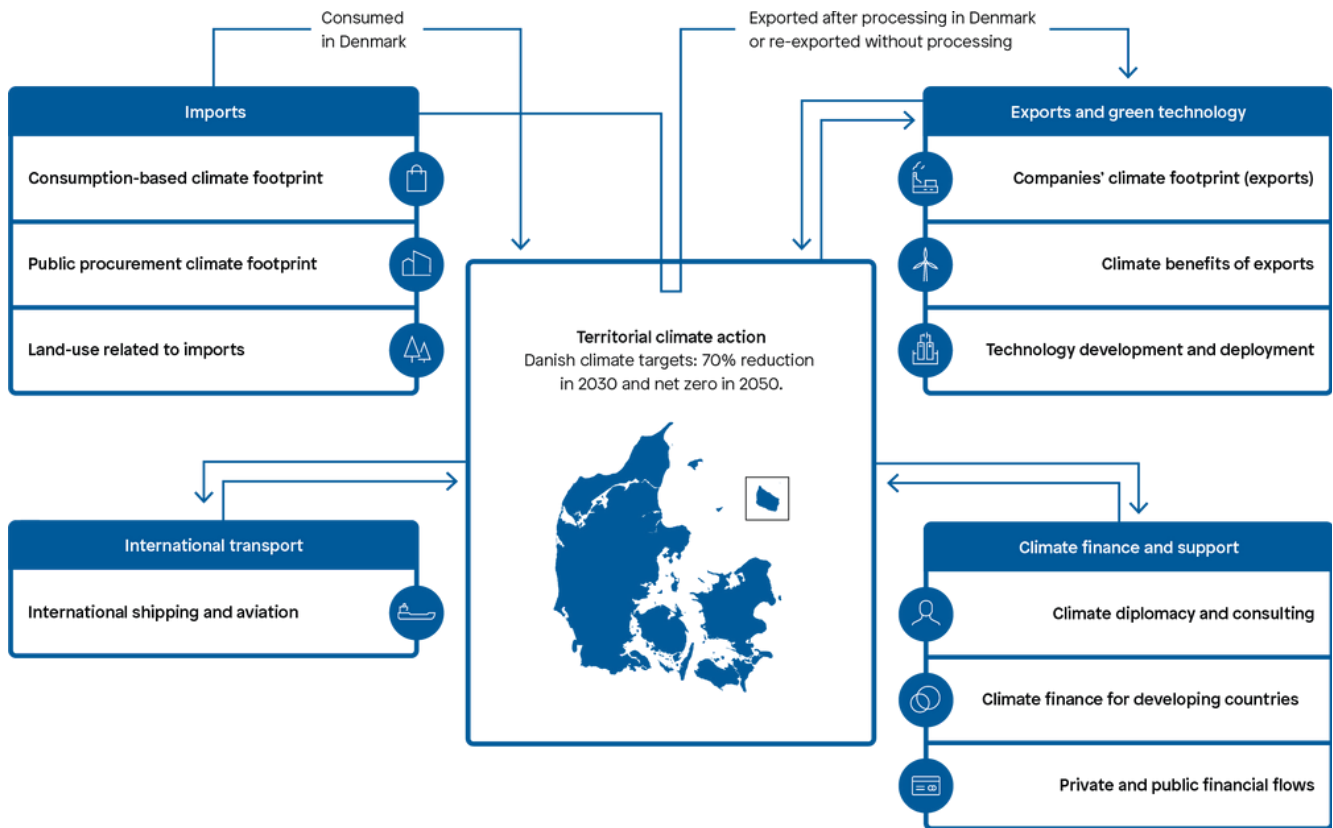 Consumed
in Denmark
Exported after processing in Denmark
or re-exported without processing
Imports
Consumption-based climate footprint
Public procurement climate footprint
Land-use related to imports
Exports and green technology
Companies' climate footprint (exports)
Climate benefits of exports
Technology development and deployment
Territorial climate action
Danish climate targets: 70% reduction
in 2030 and net zero in 2050.
International transport
International shipping and aviation
Climate finance and support
Climate diplomacy and consulting
Climate finance for developing countries
Private and public financial flows